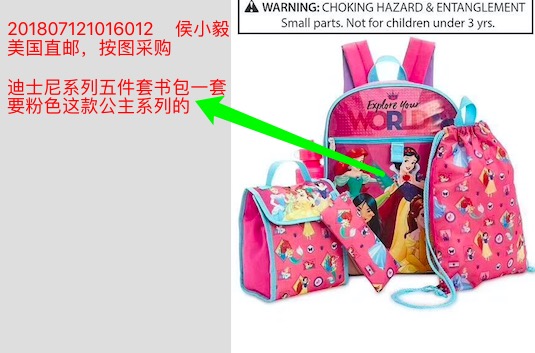 201807121016012 侯小毅
美国直邮，按图采购
迪士尼系列五件套书包一套
要粉色这款公主系列的
WARNING: CHOKING HAZARD & ENTANGLEMENT
Small parts. Not for children under 3 yrs.
Explore Your
WORLD